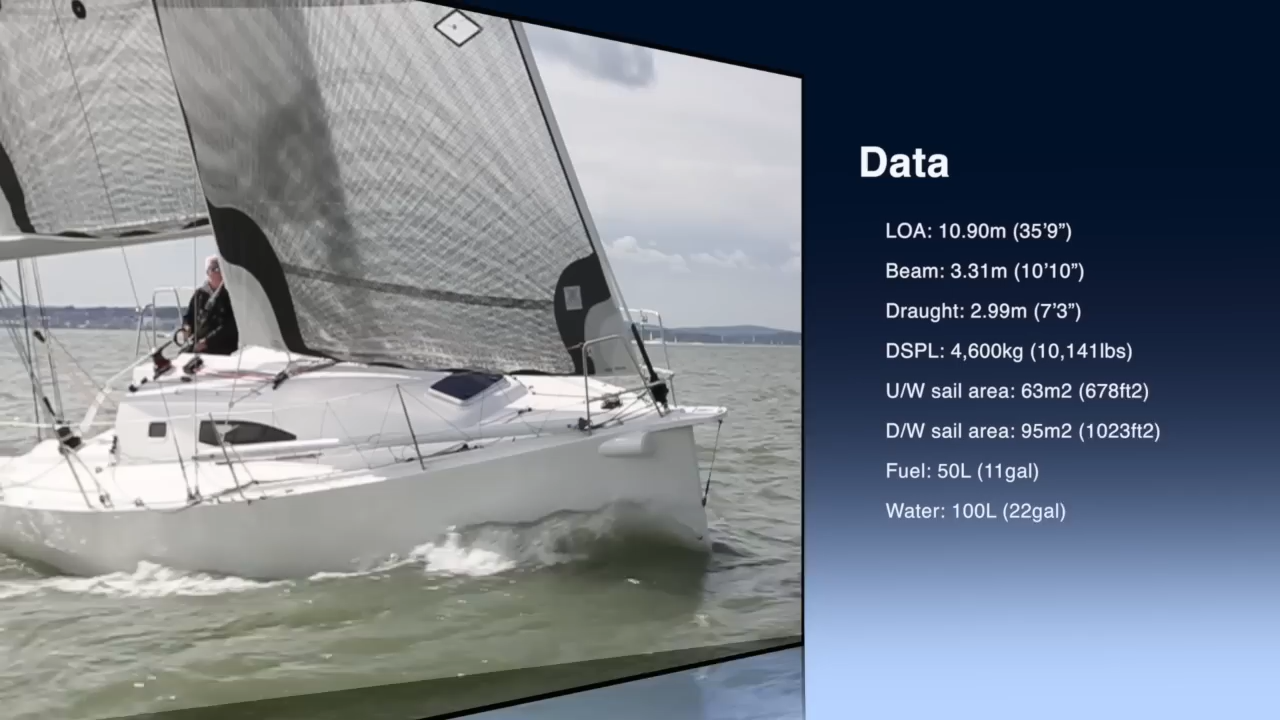 Data
LOA: 10.90m (35’9”)
Beam: 3.31m (10’10”)
Draught: 2.99m (7’3”)
DSPL: 4,600kg (10,141lbs)
U/W sail area: 63m2 (678ft2)
D/W sail area: 95m2 (1023ft2)
Fuel: 50L (11gal)
Water: 100L (22gal)